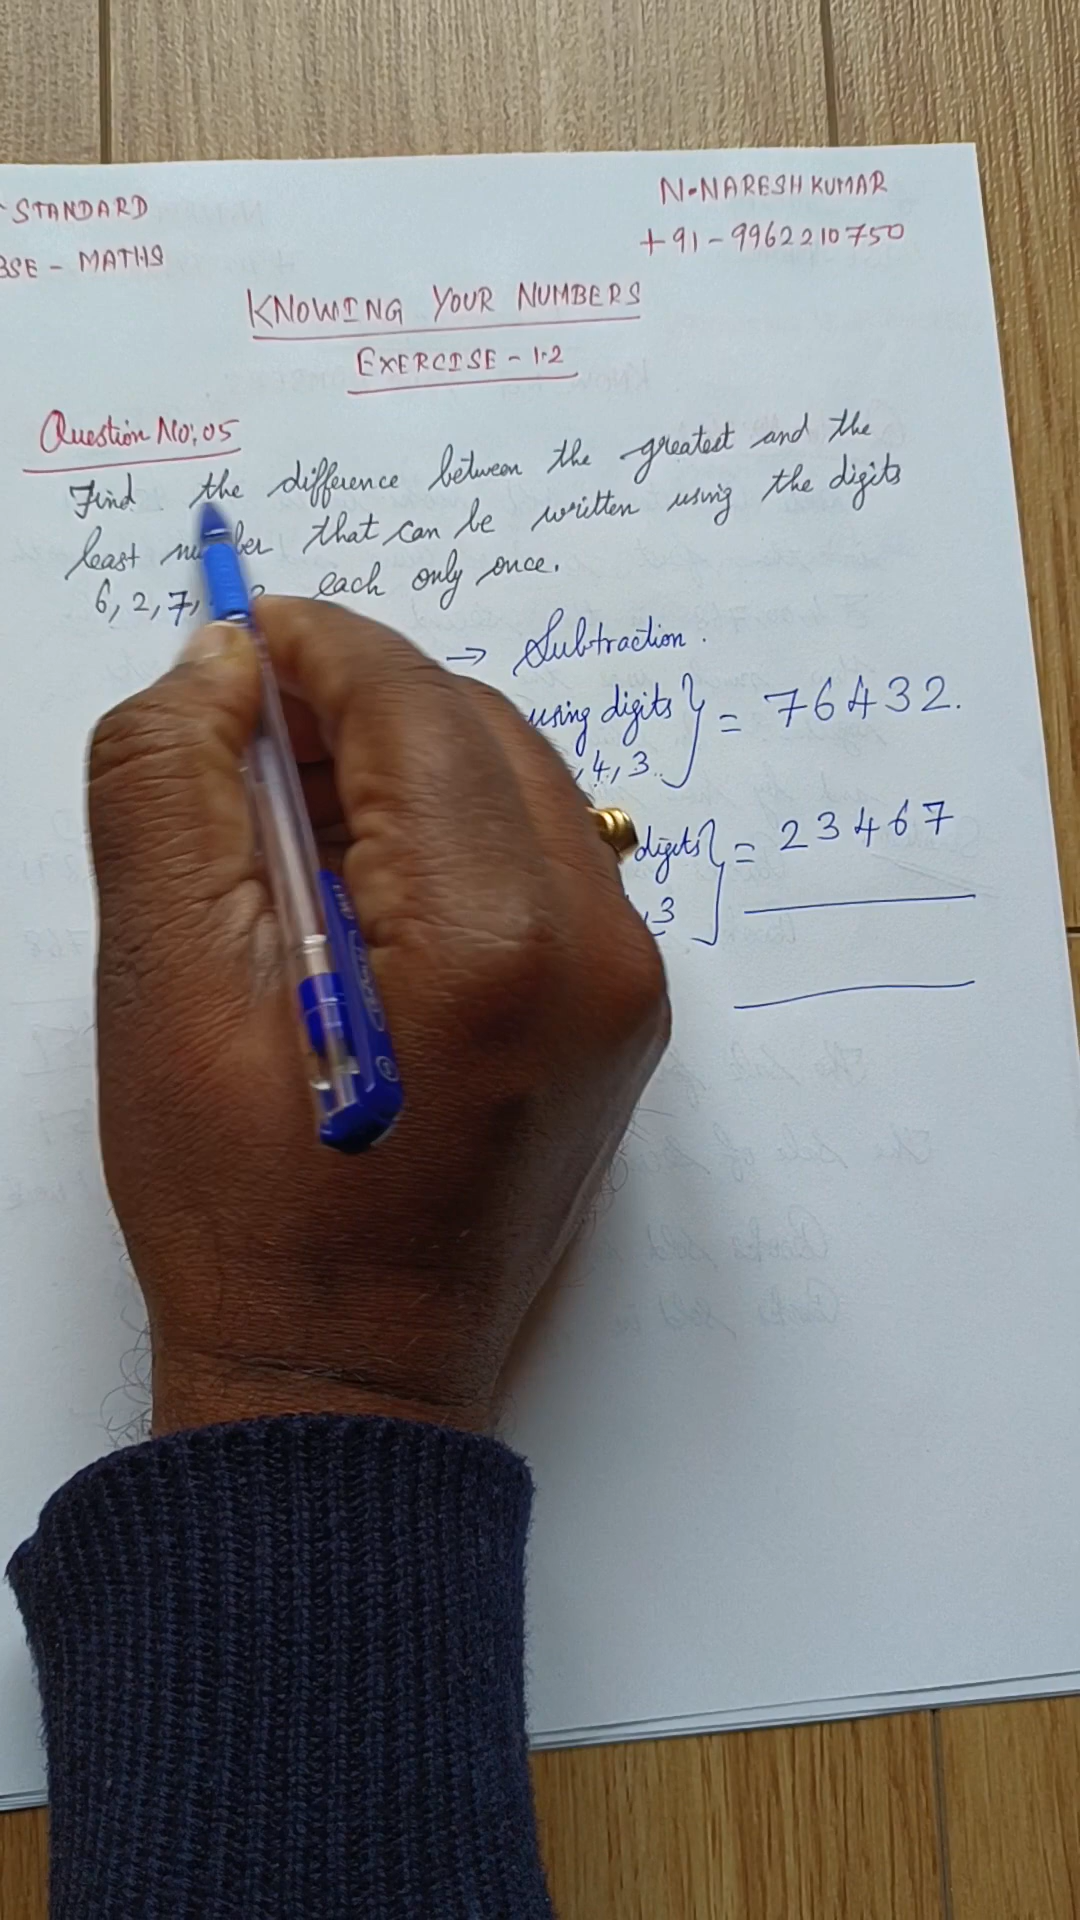 STANDARD
BSE - MATHS
N. NARESH KUMAR
+91 - 9962210750
KNOWING YOUR NUMBERS
EXERCISE - 1.2
Question No: 05
Find the difference between the greatest and the
least number that can be written using the digits
6, 2, 7, each only once.
→ Subtraction.
using digits } = 76432.
, 4, 3
digits } = 23467
, 3